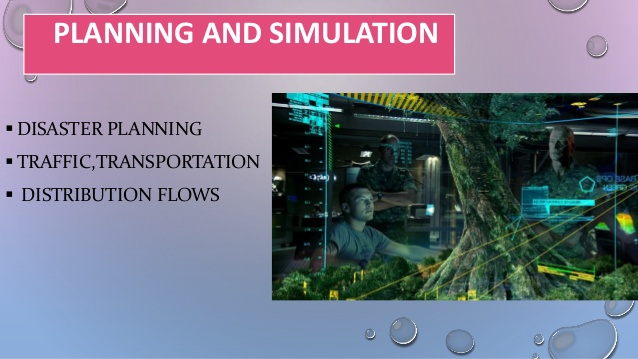 PLANNING AND SIMULATION
▪ DISASTER PLANNING
▪ TRAFFIC,TRANSPORTATION
▪ DISTRIBUTION FLOWS